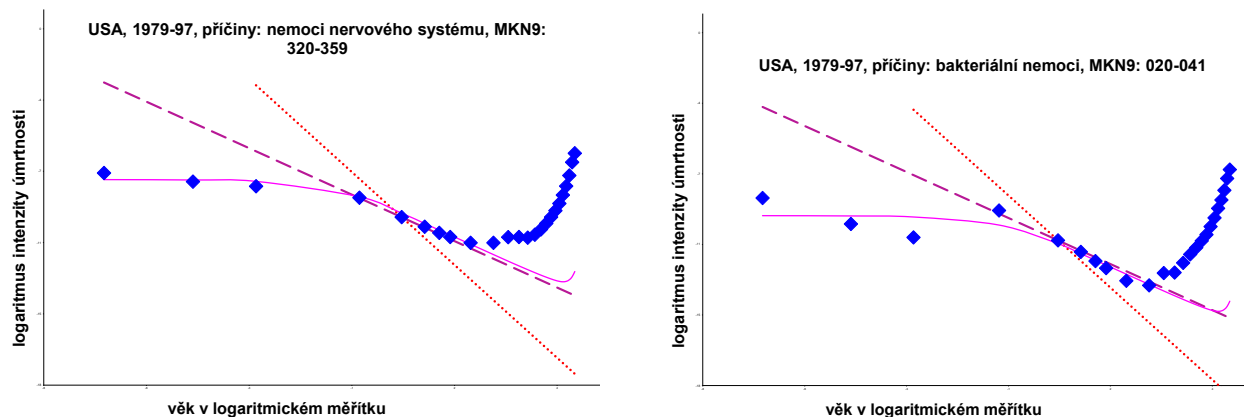 USA, 1979-97, příčiny: nemoci nervového systému, MKN9:
320-359
logaritmus intenzity úmrtnosti
věk v logaritmickém měřítku
USA, 1979-97, příčiny: bakteriální nemoci, MKN9: 020-041
logaritmus intenzity úmrtnosti
věk v logaritmickém měřítku